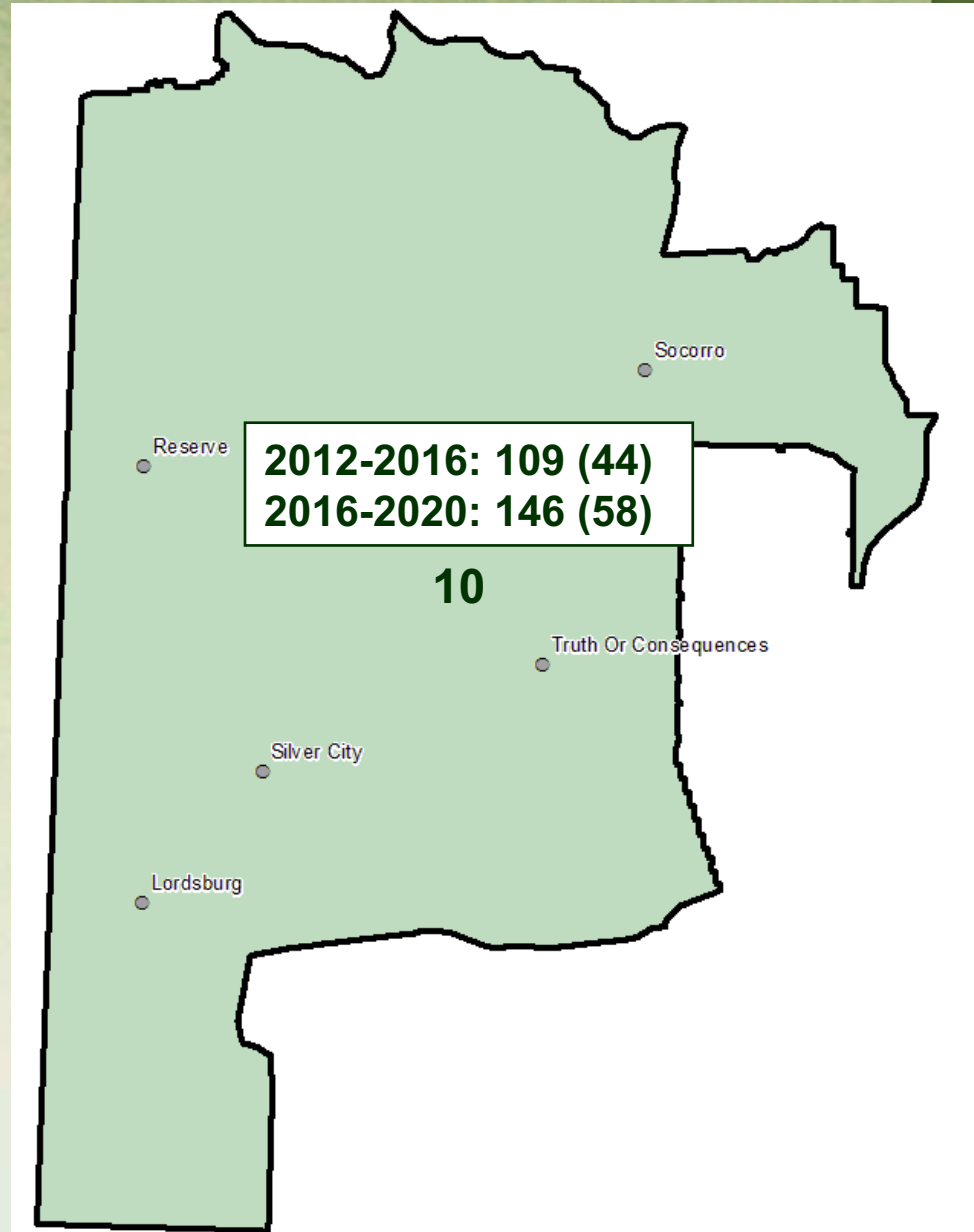 Socorro
Reserve
2012-2016: 109 (44)
2016-2020: 146 (58)
10
Truth Or Consequences
Silver City
Lordsburg